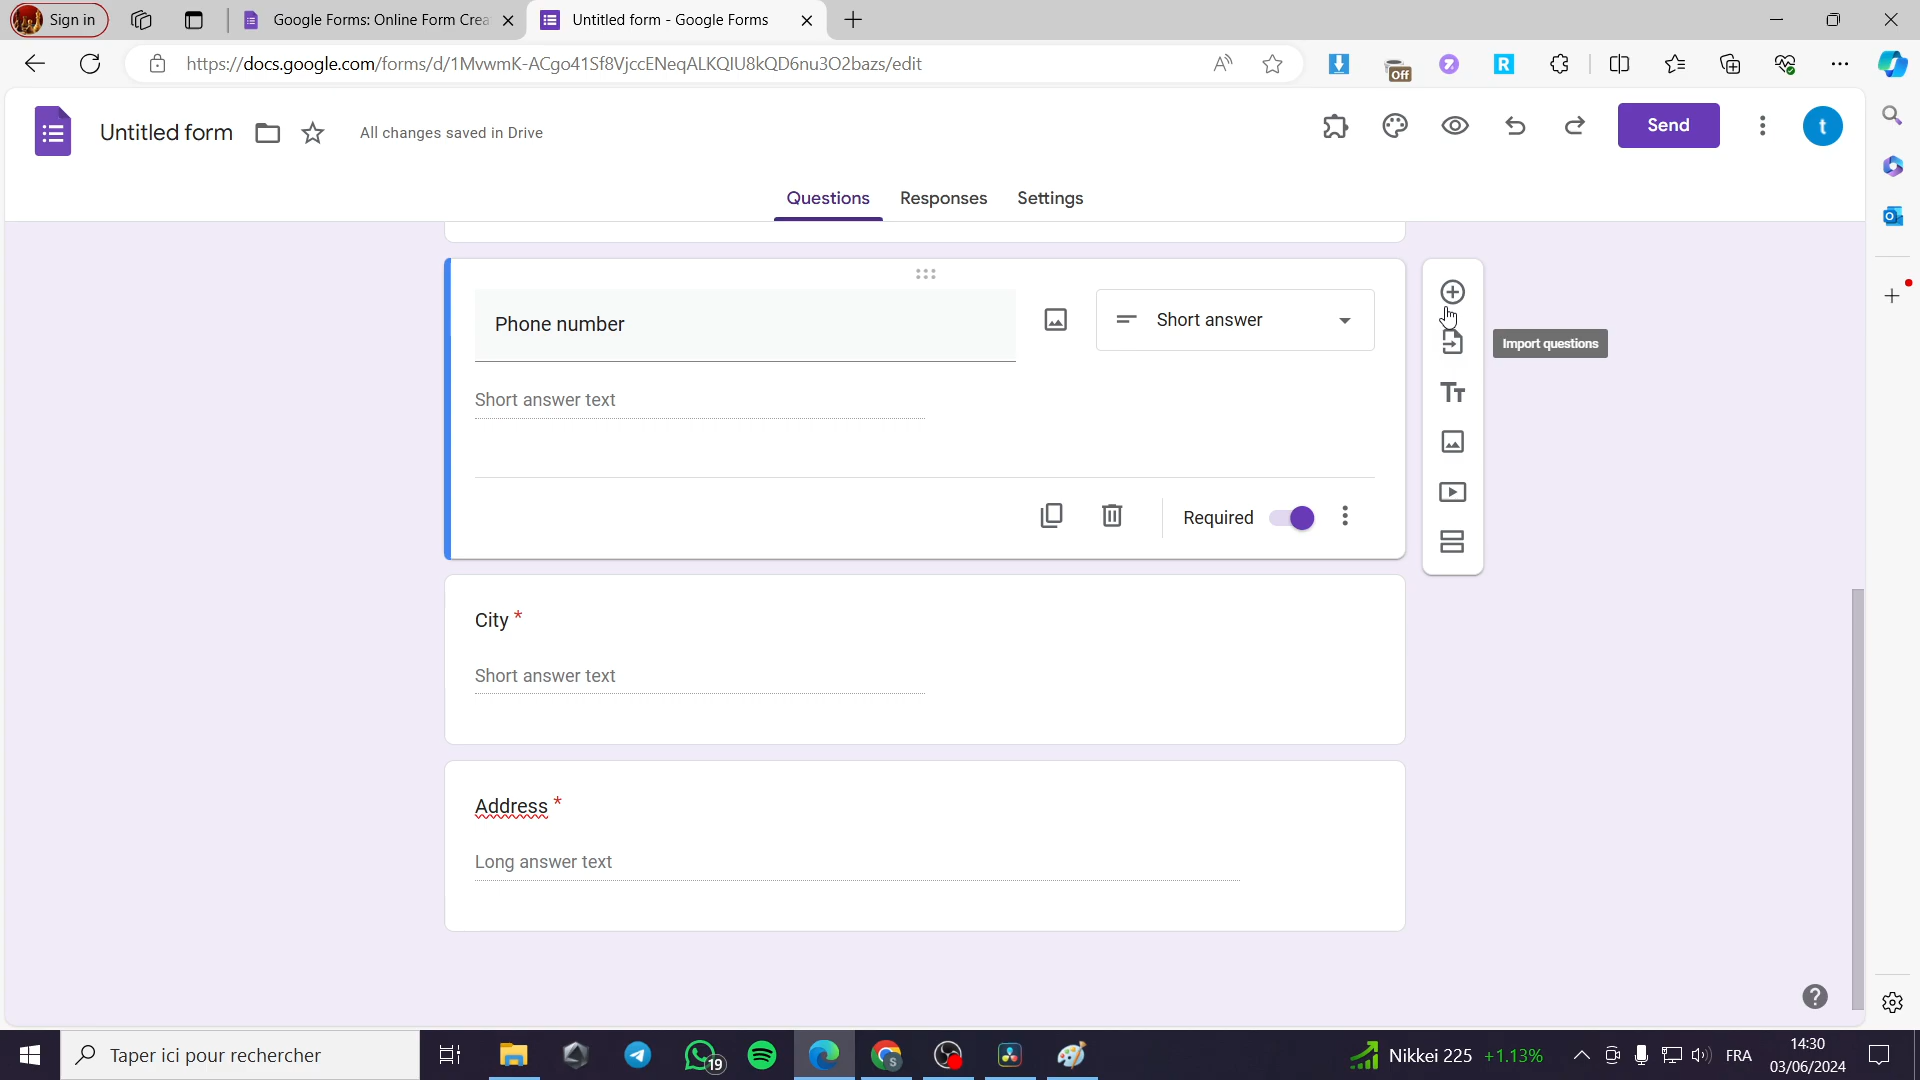 Sign in
Google Forms: Online Form Crea
Untitled form - Google Forms
https://docs.google.com/forms/d/1MvwmK-ACgo41Sf8VjccENeqALKQIU8kQD6nu3O2bazs/edit
Off
Untitled form
All changes saved in Drive
Send
t
Questions
Responses
Settings
Phone number
Short answer
Import questions
Short answer text
Required
City *
Short answer text
Address *
Long answer text
Taper ici pour rechercher
19
Nikkei 225 +1.13%
FRA
14:30
03/06/2024